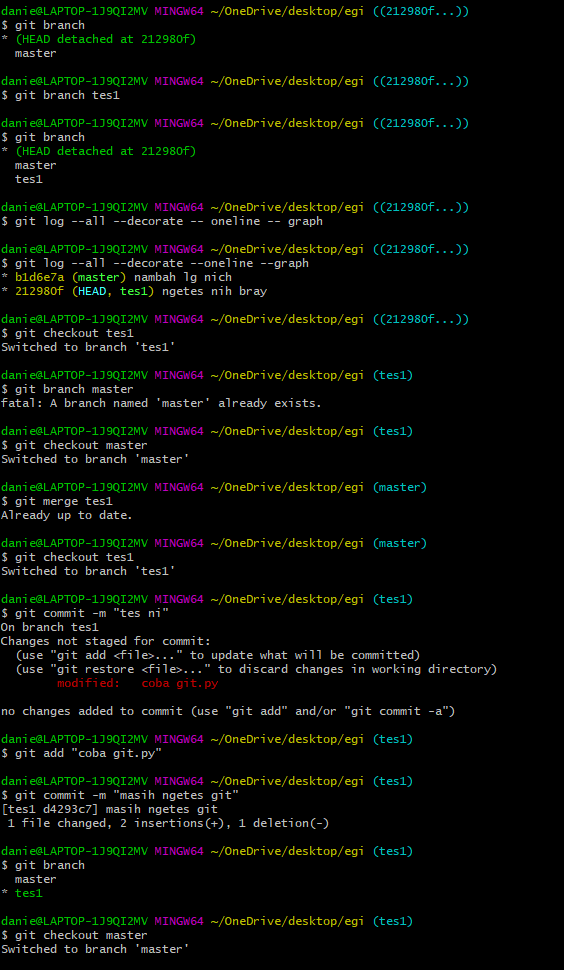 danie@LAPTOP-1J9QI2MV MINGW64 ~/OneDrive/desktop/egi ((212980f...))
$ git branch
* (HEAD detached at 212980f)
  master
danie@LAPTOP-1J9QI2MV MINGW64 ~/OneDrive/desktop/egi ((212980f...))
$ git branch tes1
danie@LAPTOP-1J9QI2MV MINGW64 ~/OneDrive/desktop/egi ((212980f...))
$ git branch
* (HEAD detached at 212980f)
  master
  tes1
danie@LAPTOP-1J9QI2MV MINGW64 ~/OneDrive/desktop/egi ((212980f...))
$ git log --all --decorate -- oneline -- graph
danie@LAPTOP-1J9QI2MV MINGW64 ~/OneDrive/desktop/egi ((212980f...))
$ git log --all --decorate --oneline --graph
* b1d6e7a (master) nambah lg nich
* 212980f (HEAD, tes1) ngetes nih bray
danie@LAPTOP-1J9QI2MV MINGW64 ~/OneDrive/desktop/egi ((212980f...))
$ git checkout tes1
Switched to branch 'tes1'
danie@LAPTOP-1J9QI2MV MINGW64 ~/OneDrive/desktop/egi (tes1)
$ git branch master
fatal: A branch named 'master' already exists.
danie@LAPTOP-1J9QI2MV MINGW64 ~/OneDrive/desktop/egi (tes1)
$ git checkout master
Switched to branch 'master'
danie@LAPTOP-1J9QI2MV MINGW64 ~/OneDrive/desktop/egi (master)
$ git merge tes1
Already up to date.
danie@LAPTOP-1J9QI2MV MINGW64 ~/OneDrive/desktop/egi (master)
$ git checkout tes1
Switched to branch 'tes1'
danie@LAPTOP-1J9QI2MV MINGW64 ~/OneDrive/desktop/egi (tes1)
$ git commit -m "tes ni"
On branch tes1
Changes not staged for commit:
  (use "git add <file>..." to update what will be committed)
  (use "git restore <file>..." to discard changes in working directory)
        modified:   coba git.py
no changes added to commit (use "git add" and/or "git commit -a")
danie@LAPTOP-1J9QI2MV MINGW64 ~/OneDrive/desktop/egi (tes1)
$ git add "coba git.py"
danie@LAPTOP-1J9QI2MV MINGW64 ~/OneDrive/desktop/egi (tes1)
$ git commit -m "masih ngetes git"
[tes1 d4293c7] masih ngetes git
 1 file changed, 2 insertions(+), 1 deletion(-)
danie@LAPTOP-1J9QI2MV MINGW64 ~/OneDrive/desktop/egi (tes1)
$ git branch
  master
* tes1
danie@LAPTOP-1J9QI2MV MINGW64 ~/OneDrive/desktop/egi (tes1)
$ git checkout master
Switched to branch 'master'